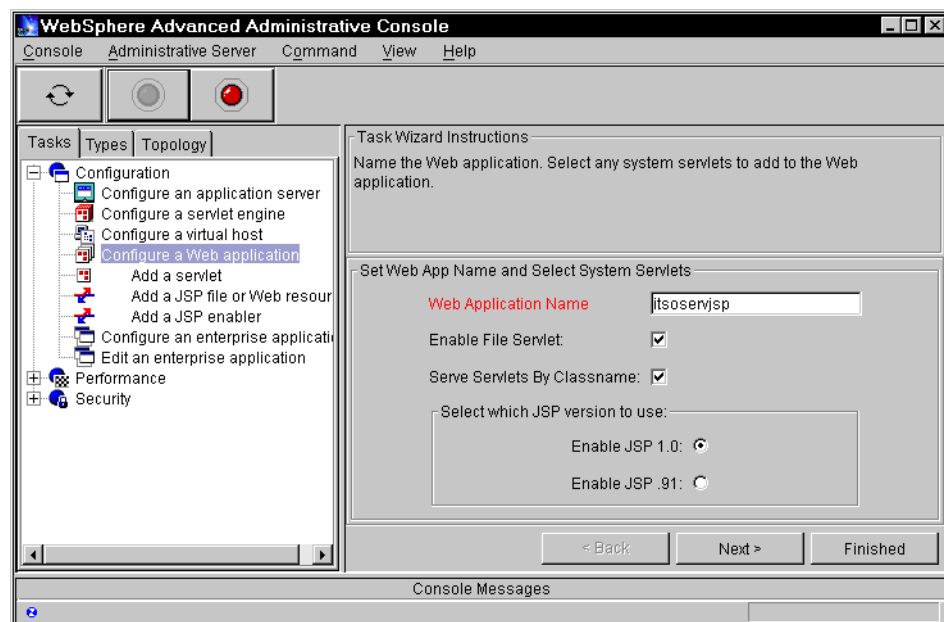 WebSphere Advanced Administrative Console
Console Administrative Server Command View Help
Tasks Types Topology
Configuration
Configure an application server
Configure a servlet engine
Configure a virtual host
Configure a Web application
Add a servlet
Add a JSP file or Web resour
Add a JSP enabler
Configure an enterprise applicati
Edit an enterprise application
Performance
Security
Task Wizard Instructions
Name the Web application. Select any system servlets to add to the Web
application.
Set Web App Name and Select System Servlets
Web Application Name itsoservjsp
Enable File Servlet:
Serve Servlets By Classname:
Select which JSP version to use:
Enable JSP 1.0:
Enable JSP .91:
< Back Next > Finished
Console Messages